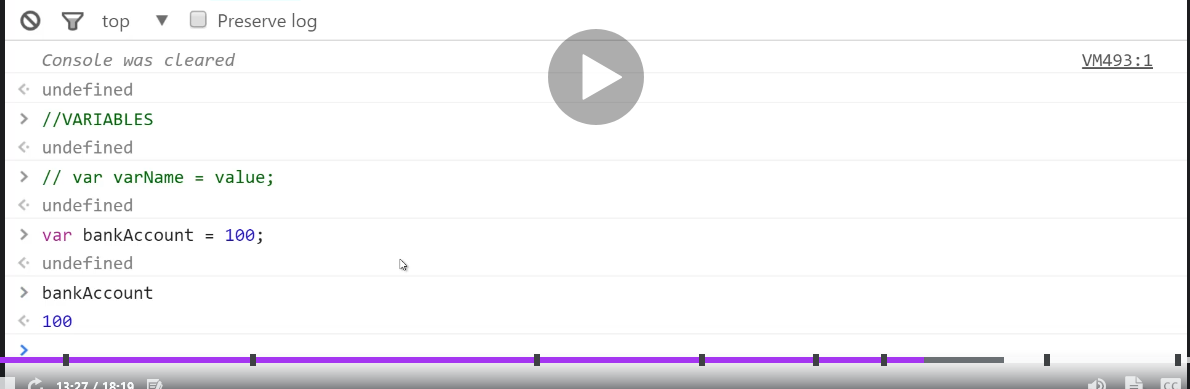 top Preserve log
Console was cleared VM493:1
undefined
//VARIABLES
undefined
// var varName = value;
undefined
var bankAccount = 100;
undefined
bankAccount
100
13:27 / 18:19 CC